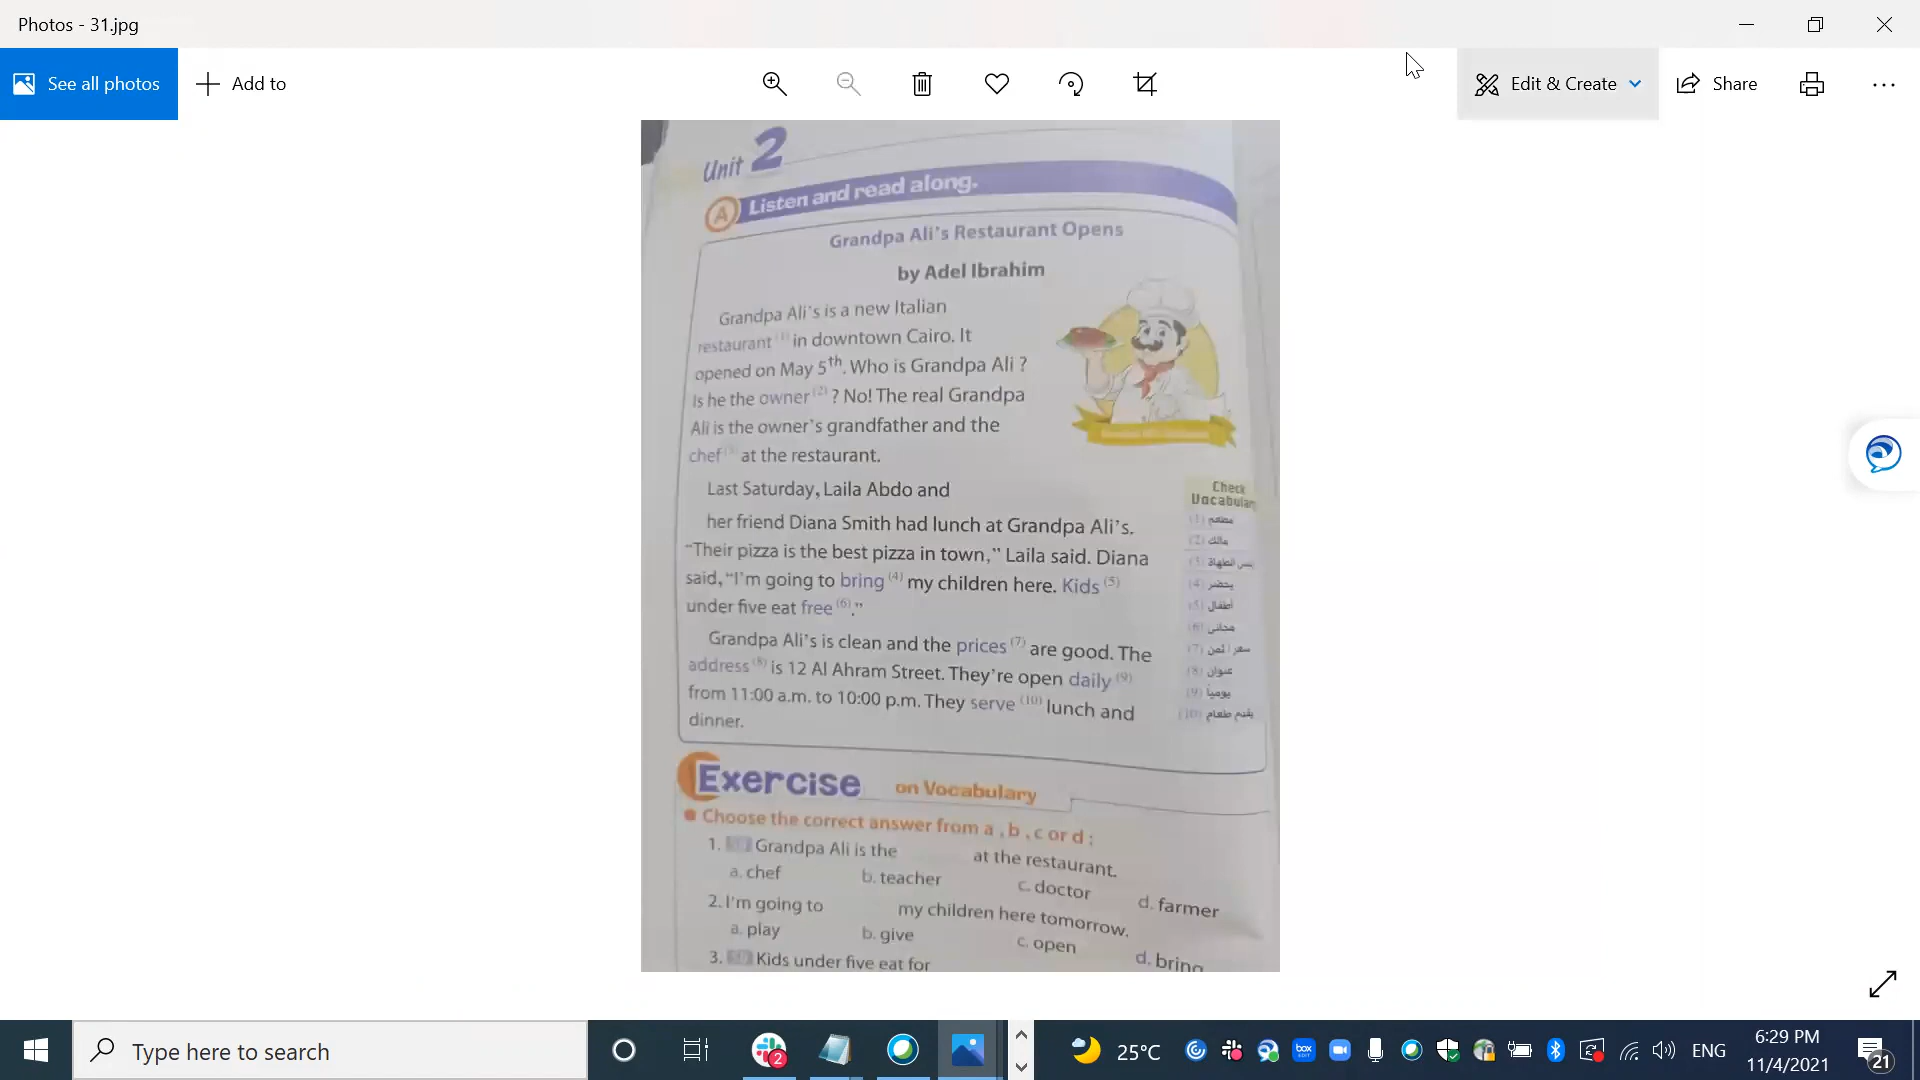 Photos - 31.jpg
See all photos
Add to
Edit & Create
Share
Unit 2
A Listen and read along.
Grandpa Ali's Restaurant Opens
by Adel Ibrahim
Grandpa Ali's is a new Italian
restaurant (1) in downtown Cairo. It
opened on May 5th. Who is Grandpa Ali ?
Is he the owner (2) ? No! The real Grandpa
Ali is the owner's grandfather and the
chef (3) at the restaurant.
Last Saturday, Laila Abdo and
her friend Diana Smith had lunch at Grandpa Ali's.
"Their pizza is the best pizza in town," Laila said. Diana
said, "I'm going to bring (4) my children here. Kids (5)
under five eat free (6)."
Grandpa Ali's is clean and the prices (7) are good. The
address (8) is 12 Al Ahram Street. They're open daily (9)
from 11:00 a.m. to 10:00 p.m. They serve (10) lunch and
dinner.
Check
Vocabulary
(1) مطعم
(2) مالك
(3) الطهاة
(4) يحضر
(5) أطفال
(6) مجانى
(7) سعر / ثمن
(8) عنوان
(9) يومياً
(10) يقدم طعام
Exercise on Vocabulary
Choose the correct answer from a , b , c or d :
1. Grandpa Ali is the at the restaurant.
a. chef b. teacher c. doctor d. farmer
2. I'm going to my children here tomorrow.
a. play b. give c. open d. bring
3. Kids under five eat for
Type here to search
2
25°C
box
EDIT
ENG
6:29 PM
11/4/2021
21